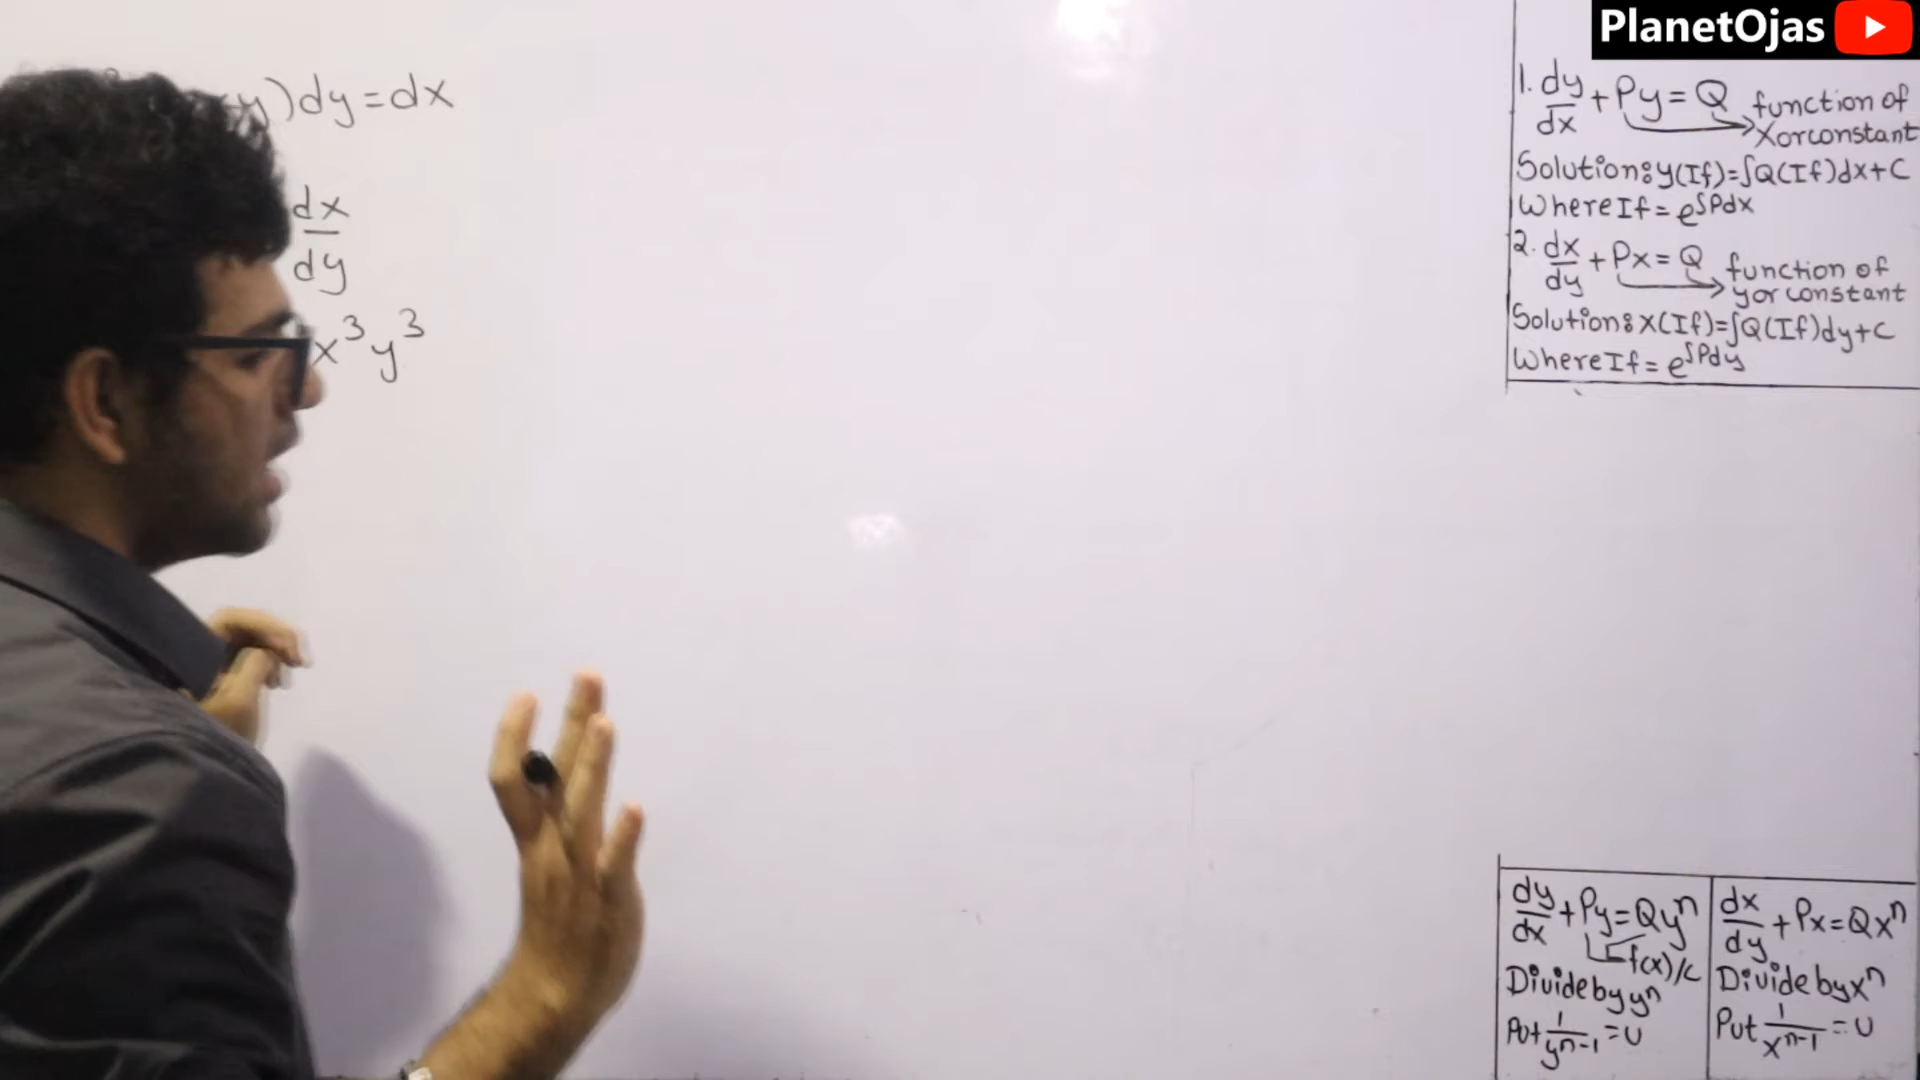 PlanetOjas
y)dy=dx
dx
dy
x³y³
1. dy/dx + Py = Q function of
x or constant
Solution: y(If)=∫Q(If)dx+C
Where If = e^∫Pdx
2. dx/dy + Px = Q function of
y or constant
Solution: x(If)=∫Q(If)dy+C
Where If = e^∫Pdy
dy/dx + Py = Qyⁿ
f(x)/c
Divide by yⁿ
Put 1/yⁿ⁻¹ = U
dx/dy + Px = Qxⁿ
Divide by xⁿ
Put 1/xⁿ⁻¹ = U